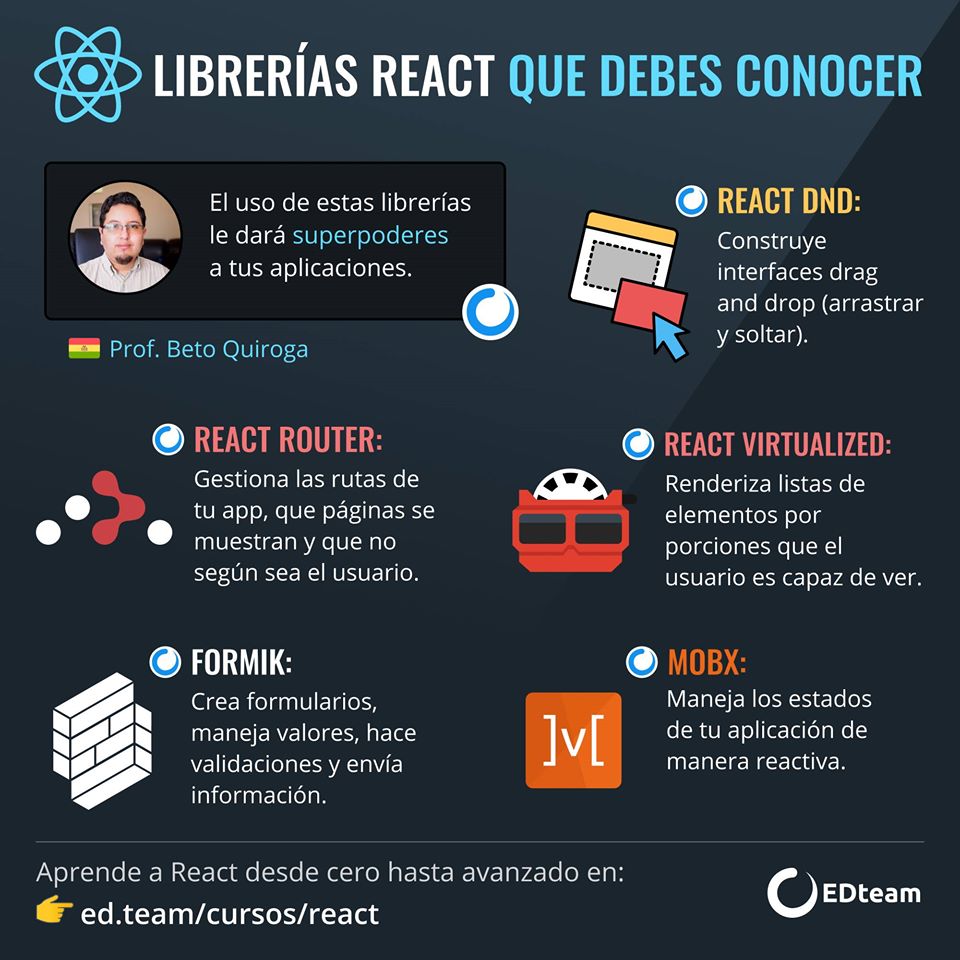 LIBRERÍAS REACT QUE DEBES CONOCER
El uso de estas librerías
le dará superpoderes
a tus aplicaciones.
Prof. Beto Quiroga
REACT DND:
Construye
interfaces drag
and drop (arrastrar
y soltar).
REACT ROUTER:
Gestiona las rutas de
tu app, que páginas se
muestran y que no
según sea el usuario.
REACT VIRTUALIZED:
Renderiza listas de
elementos por
porciones que el
usuario es capaz de ver.
FORMIK:
Crea formularios,
maneja valores, hace
validaciones y envía
información.
MOBX:
Maneja los estados
de tu aplicación de
manera reactiva.
]v[
Aprende a React desde cero hasta avanzado en:
ed.team/cursos/react
EDteam